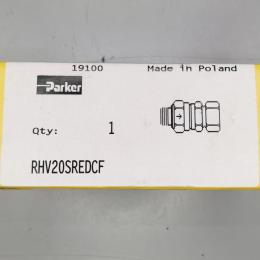 19100 Made in Poland
Parker
Qty: 1
RHV20SREDCF